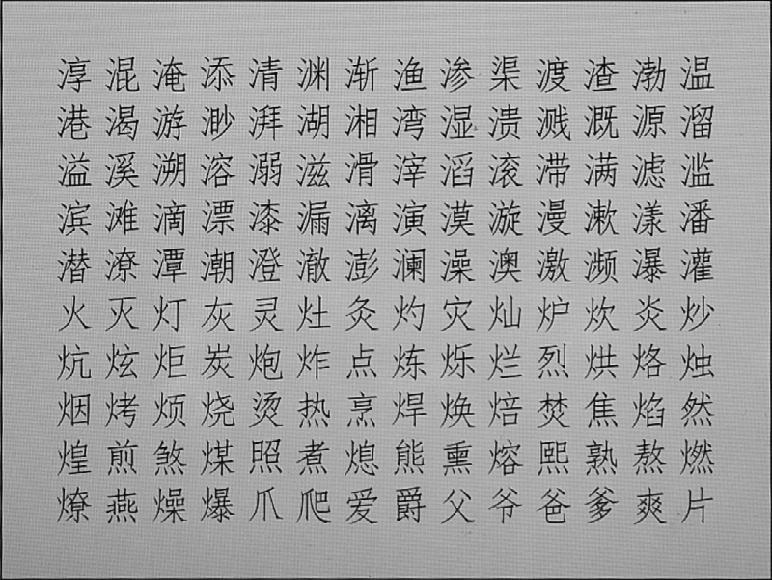 淳混淹添清渊渐渔渗渠渡渣渤温
港渴游渺湃湖湘湾湿溃溅溉源溜
溢溪溯溶溺滋滑滓滔滚滞满滤滥
滨滩滴漂漆漏漓演漠漩漫漱漾潘
潜潦潭潮澄澈澎澜澡澳激濒瀑灌
火灭灯灰灵灶灸灼灾灿炉炊炎炒
炕炫炬炭炮炸点炼烁烂烈烘烙烛
烟烤烦烧烫热烹焊焕焙焚焦焰然
煌煎煞煤照煮熄熊熏熔熙熟熬燃
燎燕燥爆爪爬爱爵父爷爸爹爽片